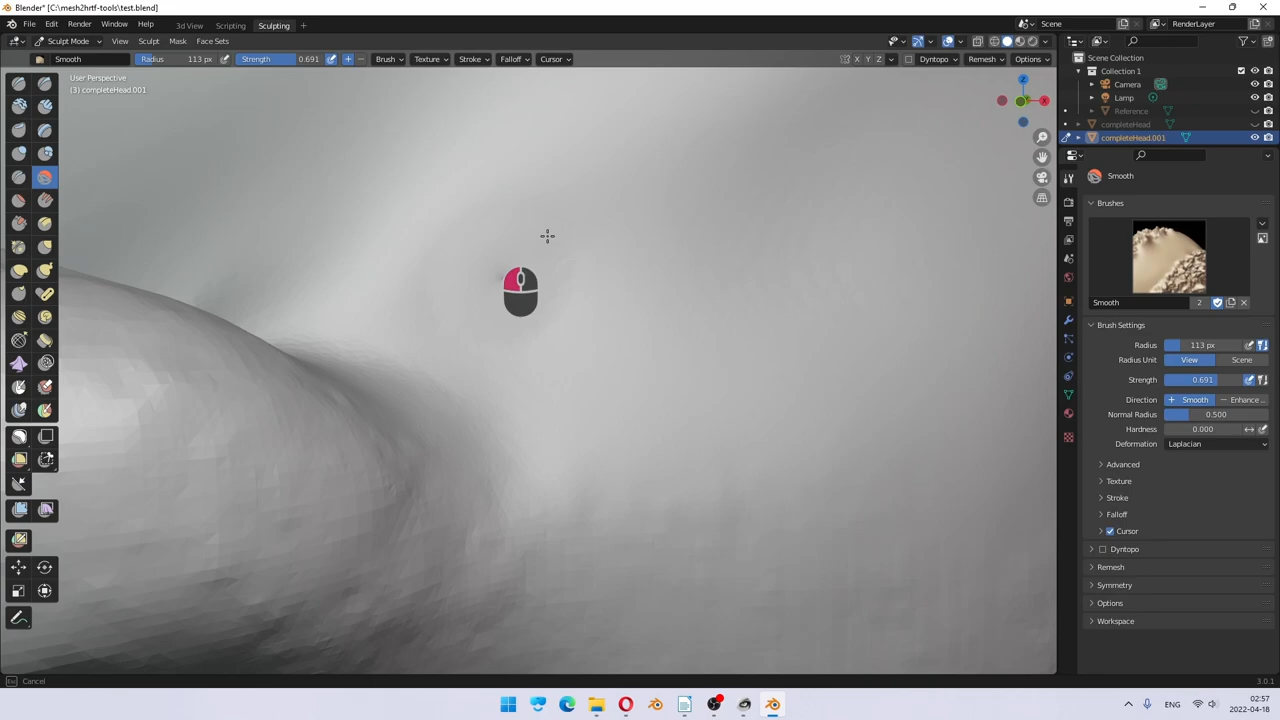 Blender* [C:\mesh2hrtf-tools\test.blend]
File Edit Render Window Help 3d View Scripting Sculpting + Scene RenderLayer
Sculpt Mode View Sculpt Mask Face Sets
Smooth Radius 113 px Strength 0.691 Brush Texture Stroke Falloff Cursor X Y Z Dyntopo Remesh Options
User Perspective
(3) completeHead.001
Z
X
Scene Collection
Collection 1
Camera
Lamp
Reference
completeHead
completeHead.001
Smooth
Brushes
Smooth 2
Brush Settings
Radius 113 px
Radius Unit View Scene
Strength 0.691
Direction + Smooth − Enhance ...
Normal Radius 0.500
Hardness 0.000
Deformation Laplacian
Advanced
Texture
Stroke
Falloff
Cursor
Dyntopo
Remesh
Symmetry
Options
Workspace
Esc Cancel 3.0.1
ENG 02:57
2022-04-18